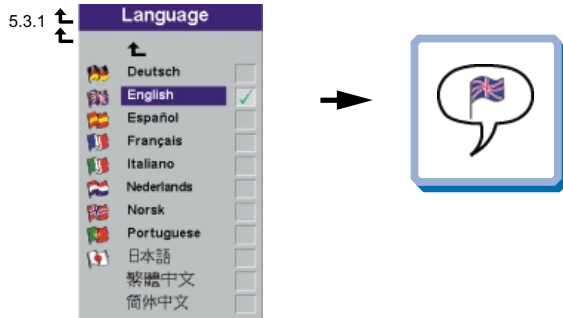 5.3.1
Language
Deutsch
English
Español
Français
Italiano
Nederlands
Norsk
Portuguese
日本語
繁體中文
简体中文